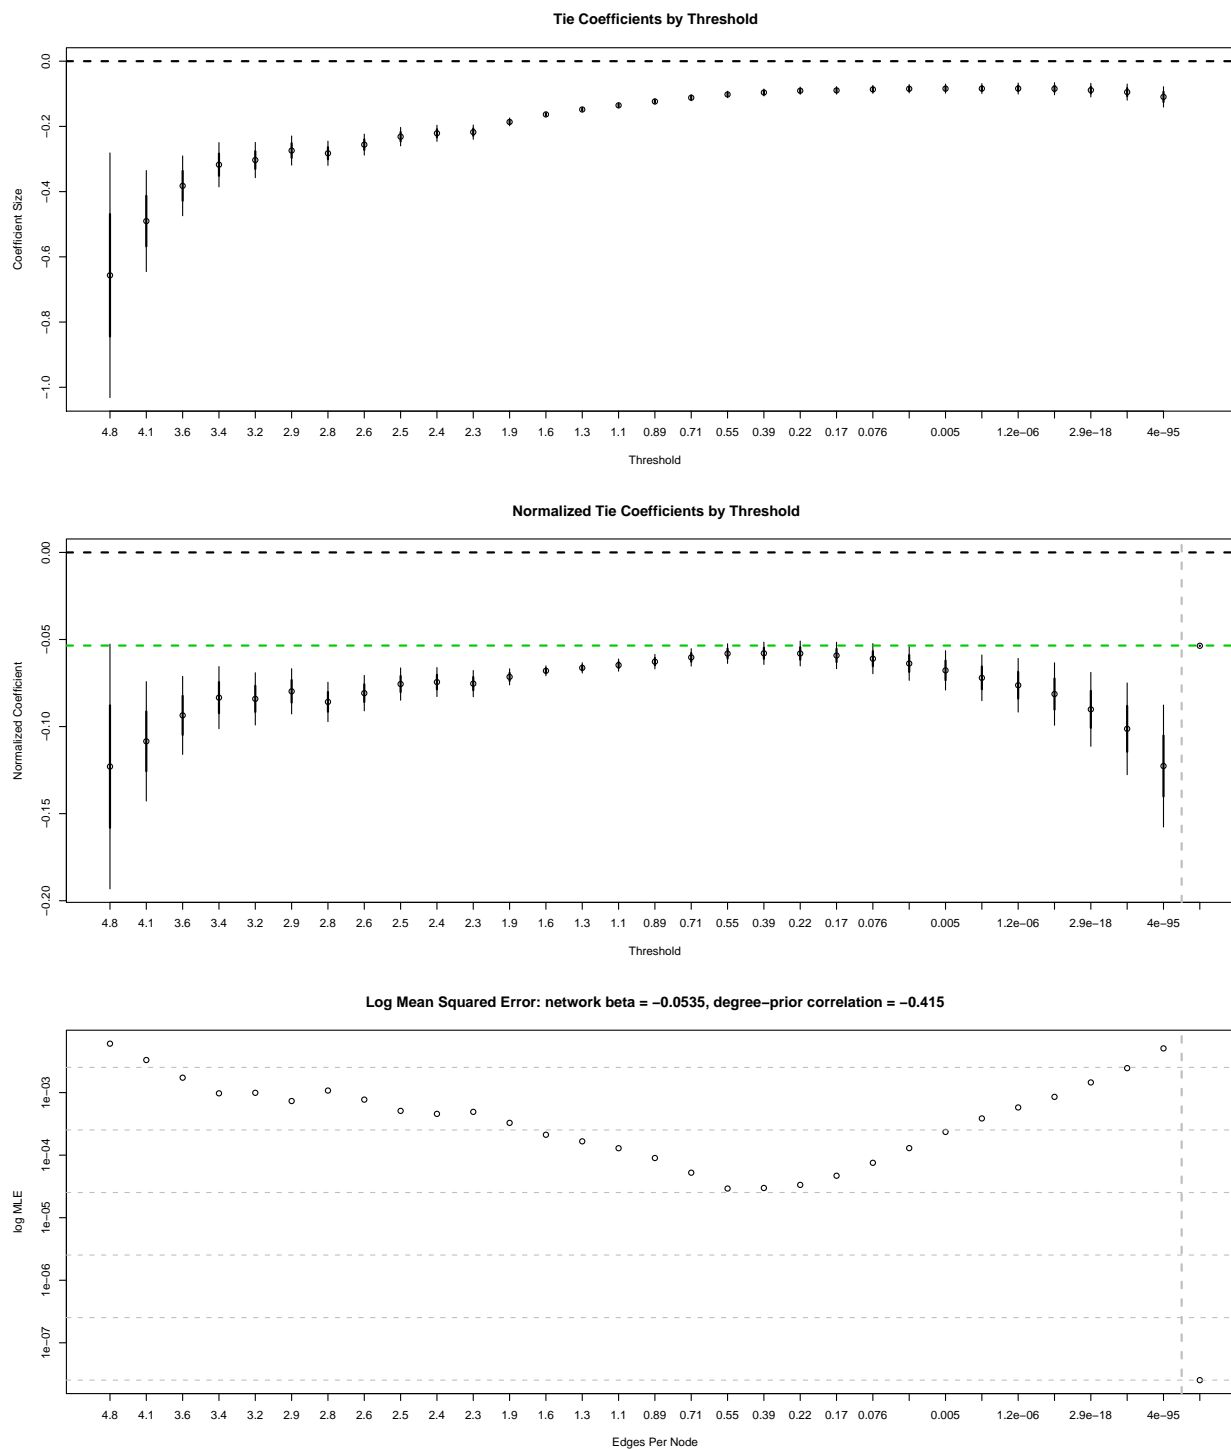 Tie Coefficients by Threshold
Coefficient Size
0.0
−0.2
−0.4
−0.6
−0.8
−1.0
4.8 4.1 3.6 3.4 3.2 2.9 2.8 2.6 2.5 2.4 2.3 1.9 1.6 1.3 1.1 0.89 0.71 0.55 0.39 0.22 0.17 0.076 0.005 1.2e−06 2.9e−18 4e−95
Threshold
Normalized Tie Coefficients by Threshold
Normalized Coefficient
0.00
−0.05
−0.10
−0.15
−0.20
4.8 4.1 3.6 3.4 3.2 2.9 2.8 2.6 2.5 2.4 2.3 1.9 1.6 1.3 1.1 0.89 0.71 0.55 0.39 0.22 0.17 0.076 0.005 1.2e−06 2.9e−18 4e−95
Threshold
Log Mean Squared Error: network beta = −0.0535, degree−prior correlation = −0.415
log MLE
1e−03
1e−04
1e−05
1e−06
1e−07
4.8 4.1 3.6 3.4 3.2 2.9 2.8 2.6 2.5 2.4 2.3 1.9 1.6 1.3 1.1 0.89 0.71 0.55 0.39 0.22 0.17 0.076 0.005 1.2e−06 2.9e−18 4e−95
Edges Per Node